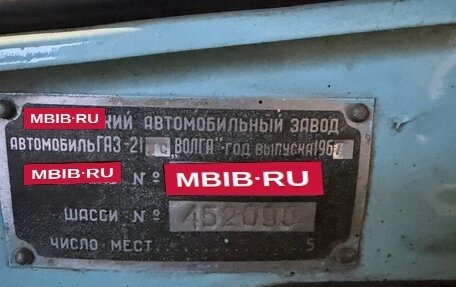 MBIB.RU КИЙ АВТОМОБИЛЬНЫЙ ЗАВОД
АВТОМОБИЛЬ ГАЗ-21 „ВОЛГА" ГОД ВЫПУСКА 196
MBIB.RU № MBIB.RU
ШАССИ №
ЧИСЛО МЕСТ 5